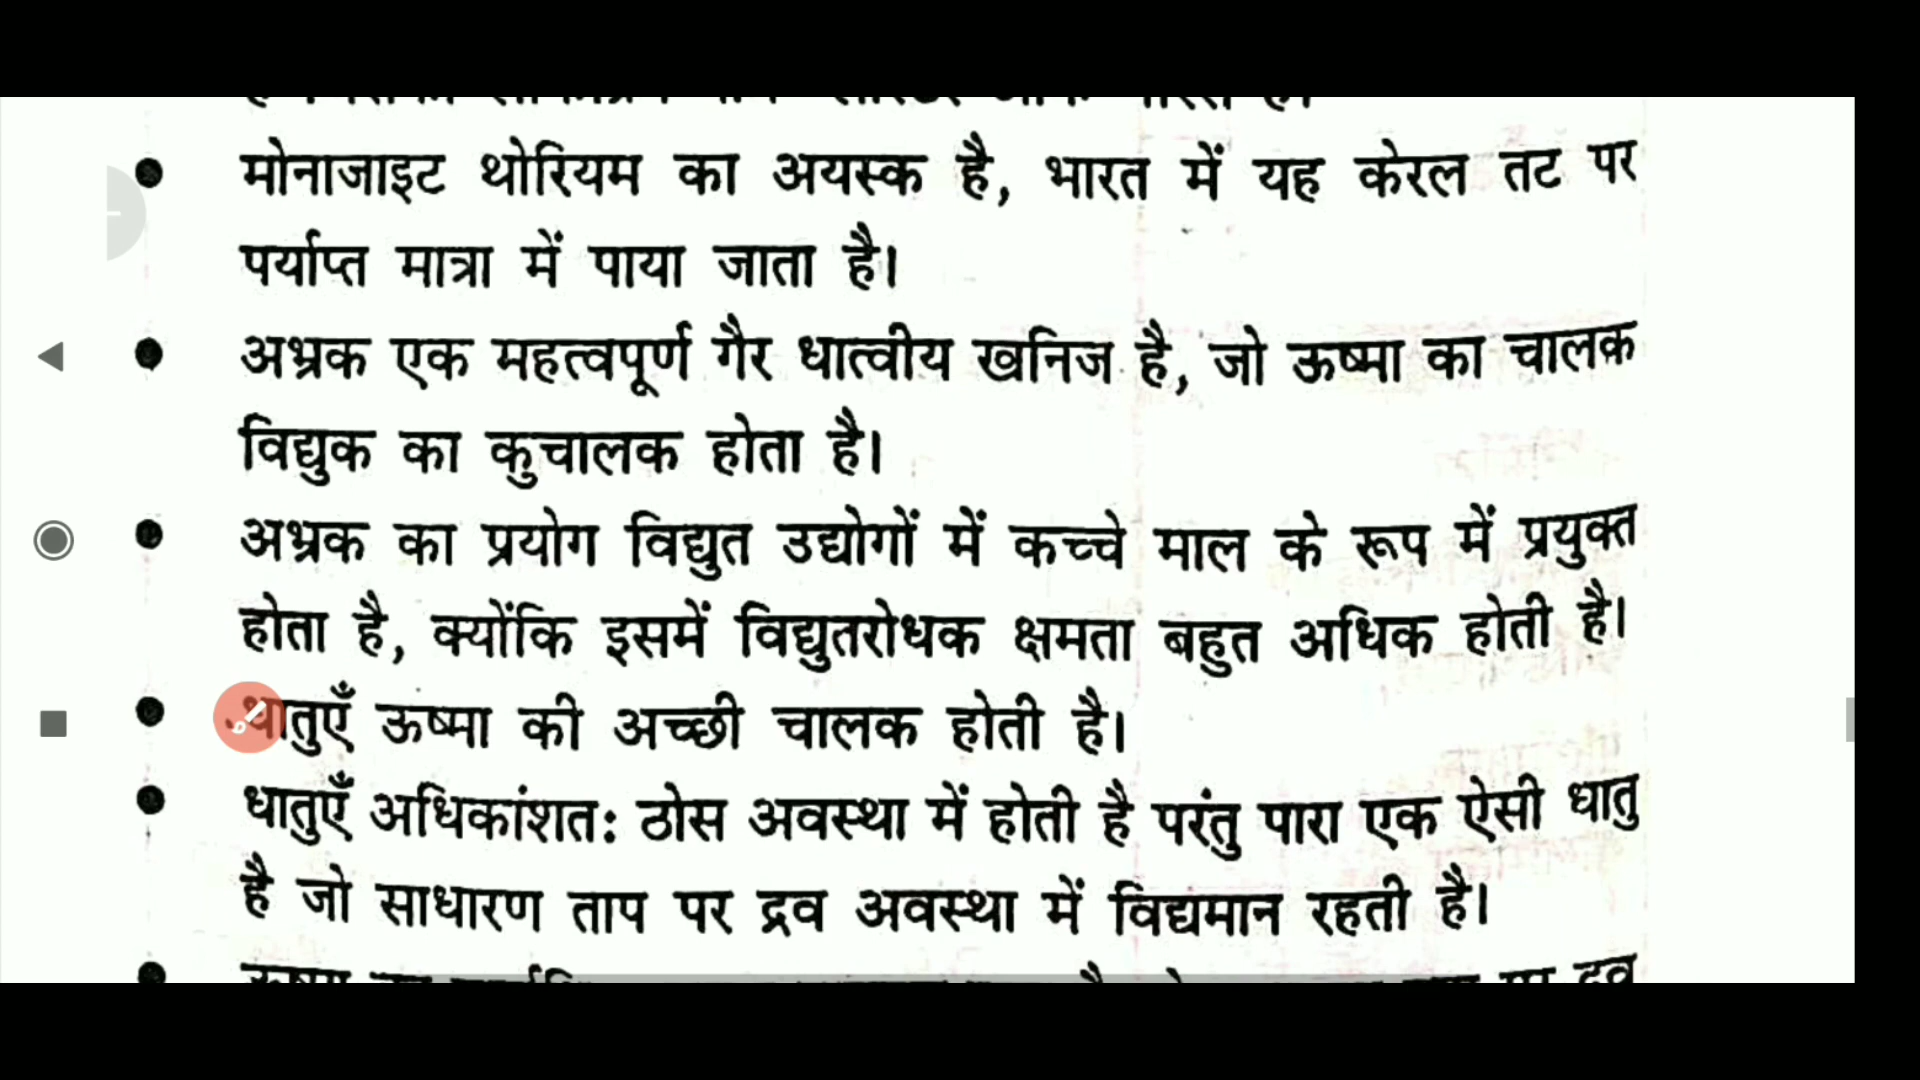 मोनाजाइट थोरियम का अयस्क है, भारत में यह केरल तट पर
पर्याप्त मात्रा में पाया जाता है।
अभ्रक एक महत्वपूर्ण गैर धात्वीय खनिज है, जो ऊष्मा का चालक
विद्युक का कुचालक होता है।
अभ्रक का प्रयोग विद्युत उद्योगों में कच्चे माल के रूप में प्रयुक्त
होता है, क्योंकि इसमें विद्युतरोधक क्षमता बहुत अधिक होती है।
धातुएँ ऊष्मा की अच्छी चालक होती है।
धातुएँ अधिकांशत: ठोस अवस्था में होती है परंतु पारा एक ऐसी धातु
है जो साधारण ताप पर द्रव अवस्था में विद्यमान रहती है।